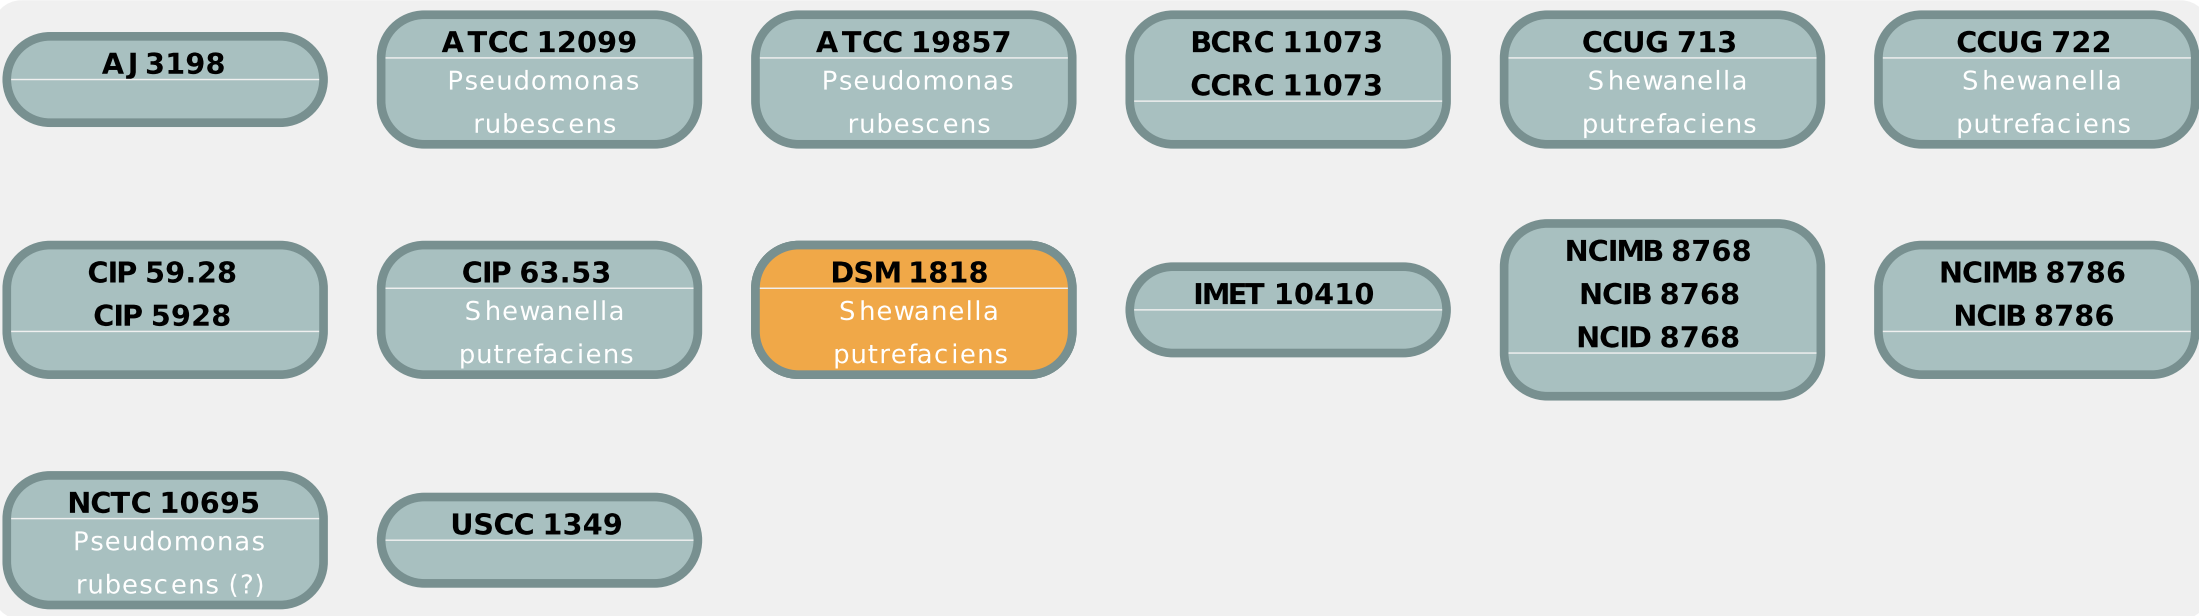 AJ 3198
ATCC 12099
Pseudomonas
rubescens
ATCC 19857
Pseudomonas
rubescens
BCRC 11073
CCRC 11073
CCUG 713
Shewanella
putrefaciens
CCUG 722
Shewanella
putrefaciens
CIP 59.28
CIP 5928
CIP 63.53
Shewanella
putrefaciens
DSM 1818
Shewanella
putrefaciens
IMET 10410
NCIMB 8768
NCIB 8768
NCID 8768
NCIMB 8786
NCIB 8786
NCTC 10695
Pseudomonas
rubescens (?)
USCC 1349